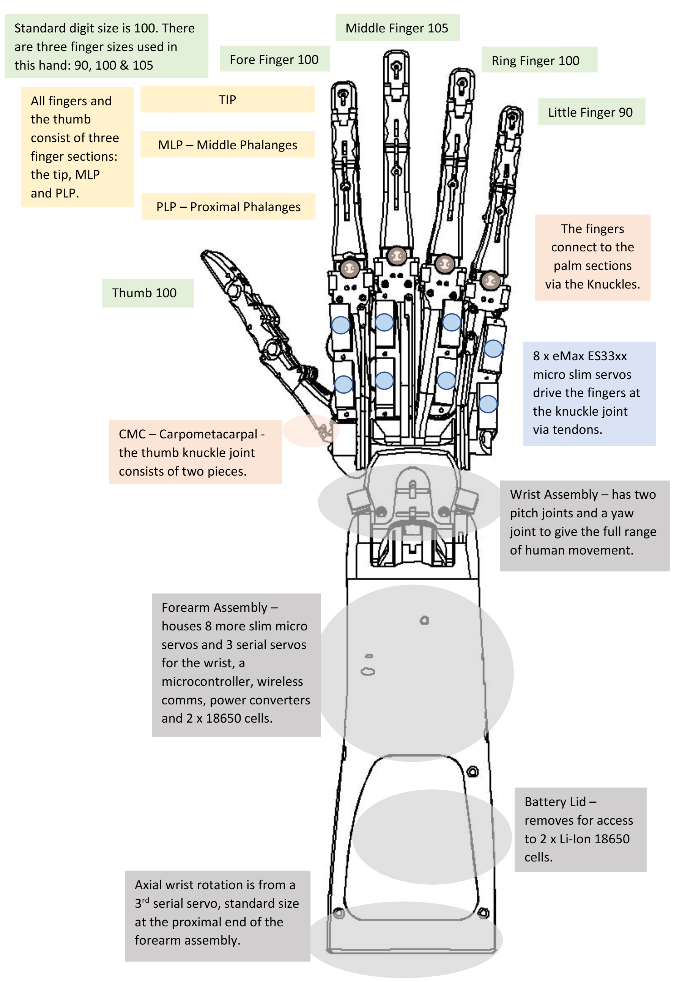 Standard digit size is 100. There
are three finger sizes used in
this hand: 90, 100 & 105
Middle Finger 105
Fore Finger 100
Ring Finger 100
Little Finger 90
All fingers and
the thumb
consist of three
finger sections:
the tip, MLP
and PLP.
TIP
MLP – Middle Phalanges
PLP – Proximal Phalanges
The fingers
connect to the
palm sections
via the Knuckles.
Thumb 100
8 x eMax ES33xx
micro slim servos
drive the fingers at
the knuckle joint
via tendons.
CMC – Carpometacarpal -
the thumb knuckle joint
consists of two pieces.
Wrist Assembly – has two
pitch joints and a yaw
joint to give the full range
of human movement.
Forearm Assembly –
houses 8 more slim micro
servos and 3 serial servos
for the wrist, a
microcontroller, wireless
comms, power converters
and 2 x 18650 cells.
Battery Lid –
removes for access
to 2 x Li-Ion 18650
cells.
Axial wrist rotation is from a
3rd serial servo, standard size
at the proximal end of the
forearm assembly.